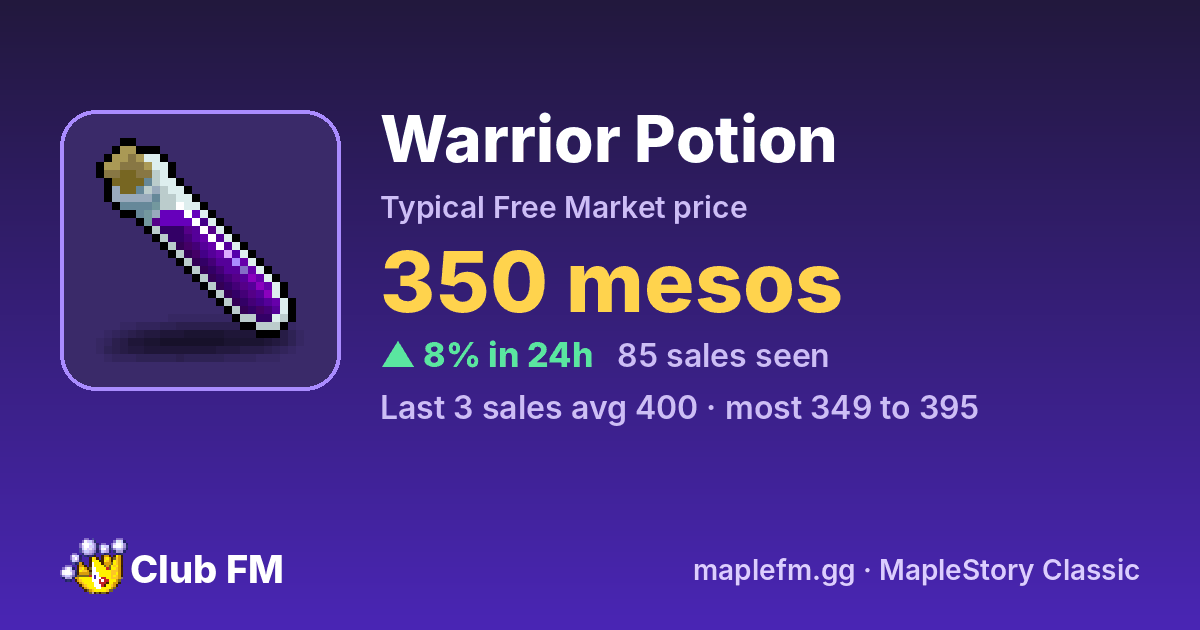 Warrior Potion
Typical Free Market price
350 mesos
▲ 8% in 24h 85 sales seen
Last 3 sales avg 400 · most 349 to 395
Club FM
maplefm.gg · MapleStory Classic